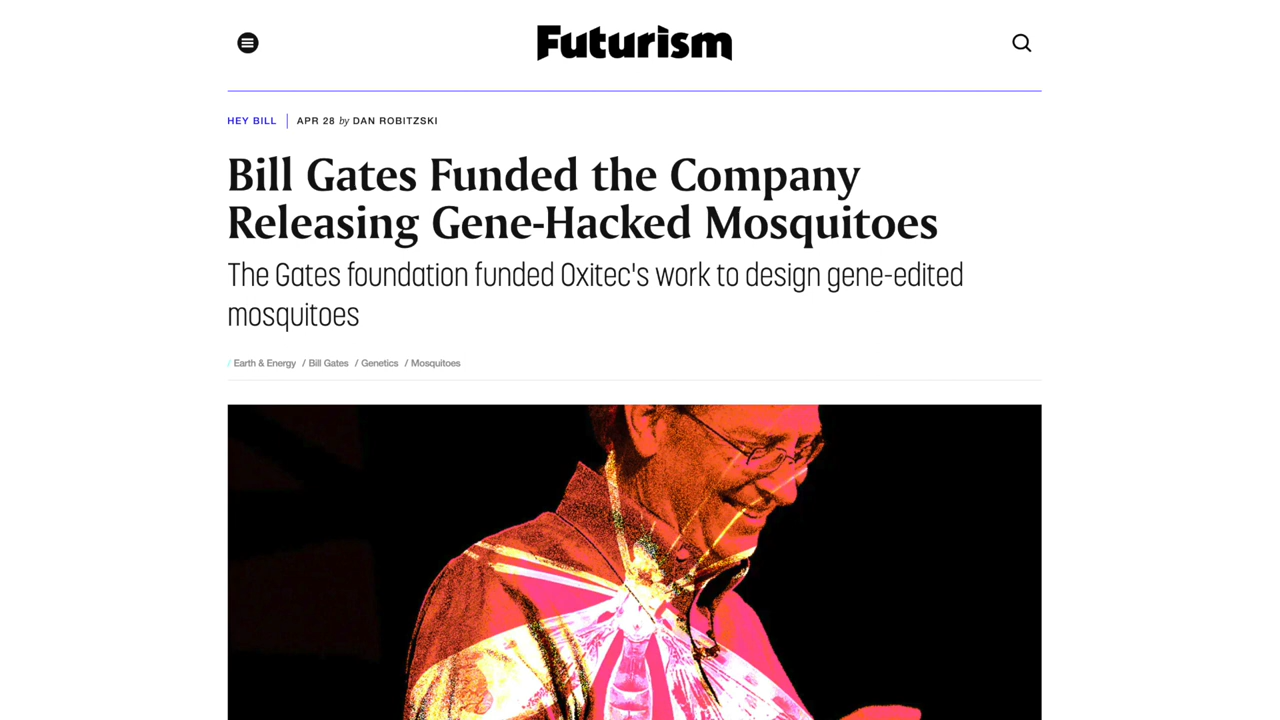 Futurism
HEY BILL | APR 28 by DAN ROBITZSKI
Bill Gates Funded the Company
Releasing Gene-Hacked Mosquitoes
The Gates foundation funded Oxitec's work to design gene-edited
mosquitoes
/ Earth & Energy / Bill Gates / Genetics / Mosquitoes